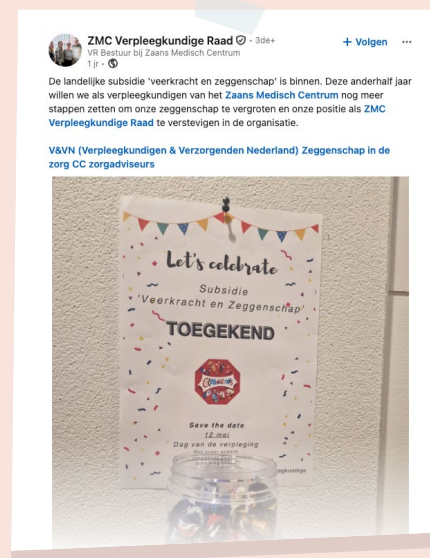 ZMC Verpleegkundige Raad • 3de+
VR Bestuur bij Zaans Medisch Centrum
1 jr •
+ Volgen
De landelijke subsidie 'veerkracht en zeggenschap' is binnen. Deze anderhalf jaar
willen we als verpleegkundigen van het Zaans Medisch Centrum nog meer
stappen zetten om onze zeggenschap te vergroten en onze positie als ZMC
Verpleegkundige Raad te verstevigen in de organisatie.
V&VN (Verpleegkundigen & Verzorgenden Nederland) Zeggenschap in de
zorg CC zorgadviseurs
Let's celebrate
Subsidie
'Veerkracht en Zeggenschap'
TOEGEKEND
Save the date
12 mei
Dag van de verpleging